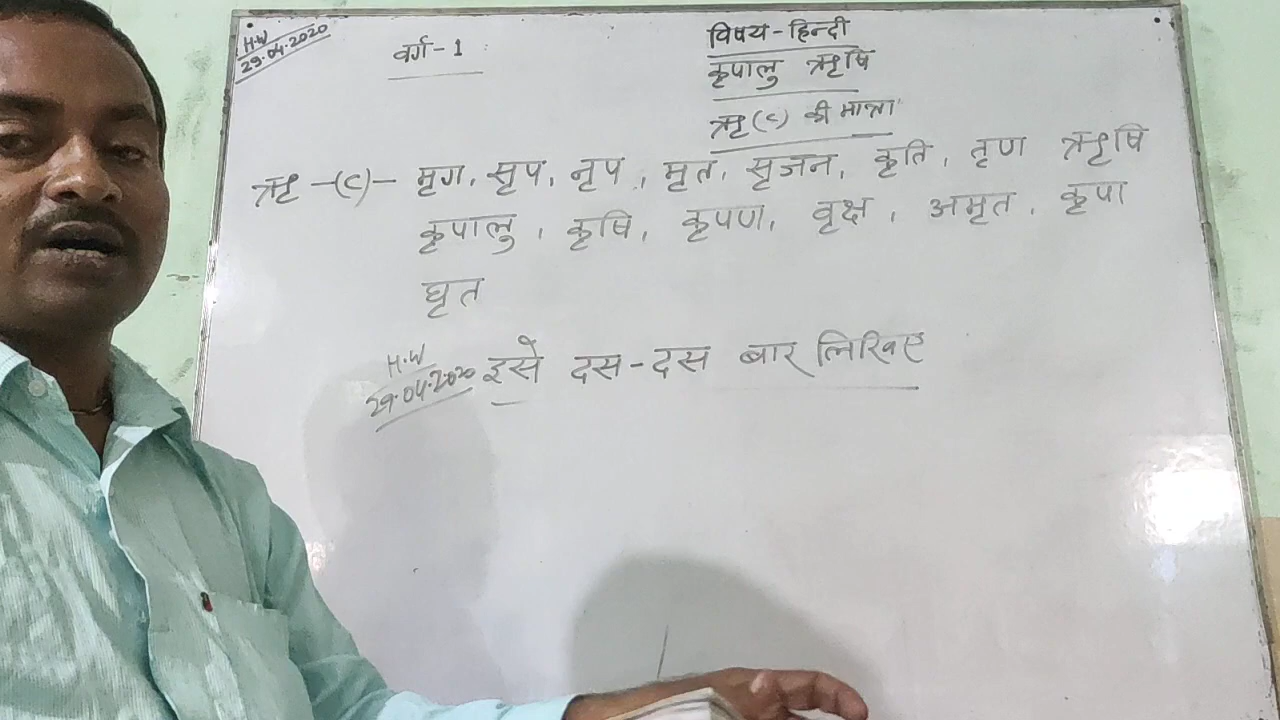 H.W
29.04.2020
वर्ग-1
विषय-हिन्दी
कृपालु ऋषि
ऋ(ृ) की मात्रा
ऋ-(ृ)- मृग, सृप, नृप, मृत, सृजन, कृति, तृण ऋषि
कृपालु, कृषि, कृपण, वृक्ष, अमृत, कृपा
घृत
H.W
29.04.2020 इसे दस-दस बार लिखिए